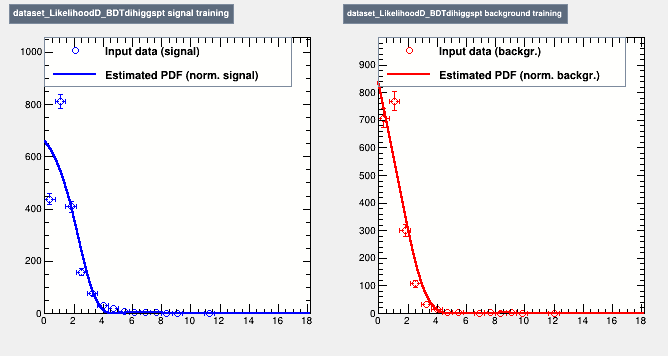 dataset_LikelihoodD_BDTdihiggspt signal training
dataset_LikelihoodD_BDTdihiggspt background training
Input data (signal)
Estimated PDF (norm. signal)
1000
800
600
400
200
0
0 2 4 6 8 10 12 14 16 18
Input data (backgr.)
Estimated PDF (norm. backgr.)
900
800
700
600
500
400
300
200
100
0
0 2 4 6 8 10 12 14 16 18